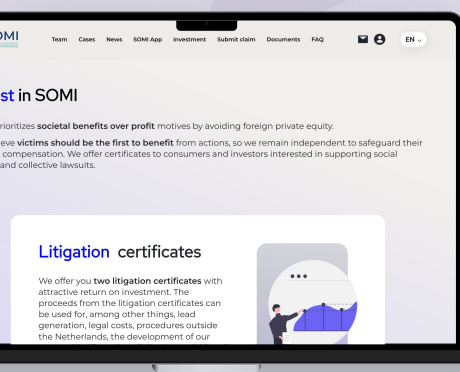 OMI
Team Cases News SOMI App Investment Submit claim Documents FAQ EN
st in SOMI
rioritizes societal benefits over profit motives by avoiding foreign private equity.
eve victims should be the first to benefit from actions, so we remain independent to safeguard their
compensation. We offer certificates to consumers and investors interested in supporting social
and collective lawsuits.
Litigation certificates
We offer you two litigation certificates with
attractive return on investment. The
proceeds from the litigation certificates can
be used for, among other things, lead
generation, legal costs, procedures outside
the Netherlands, the development of our